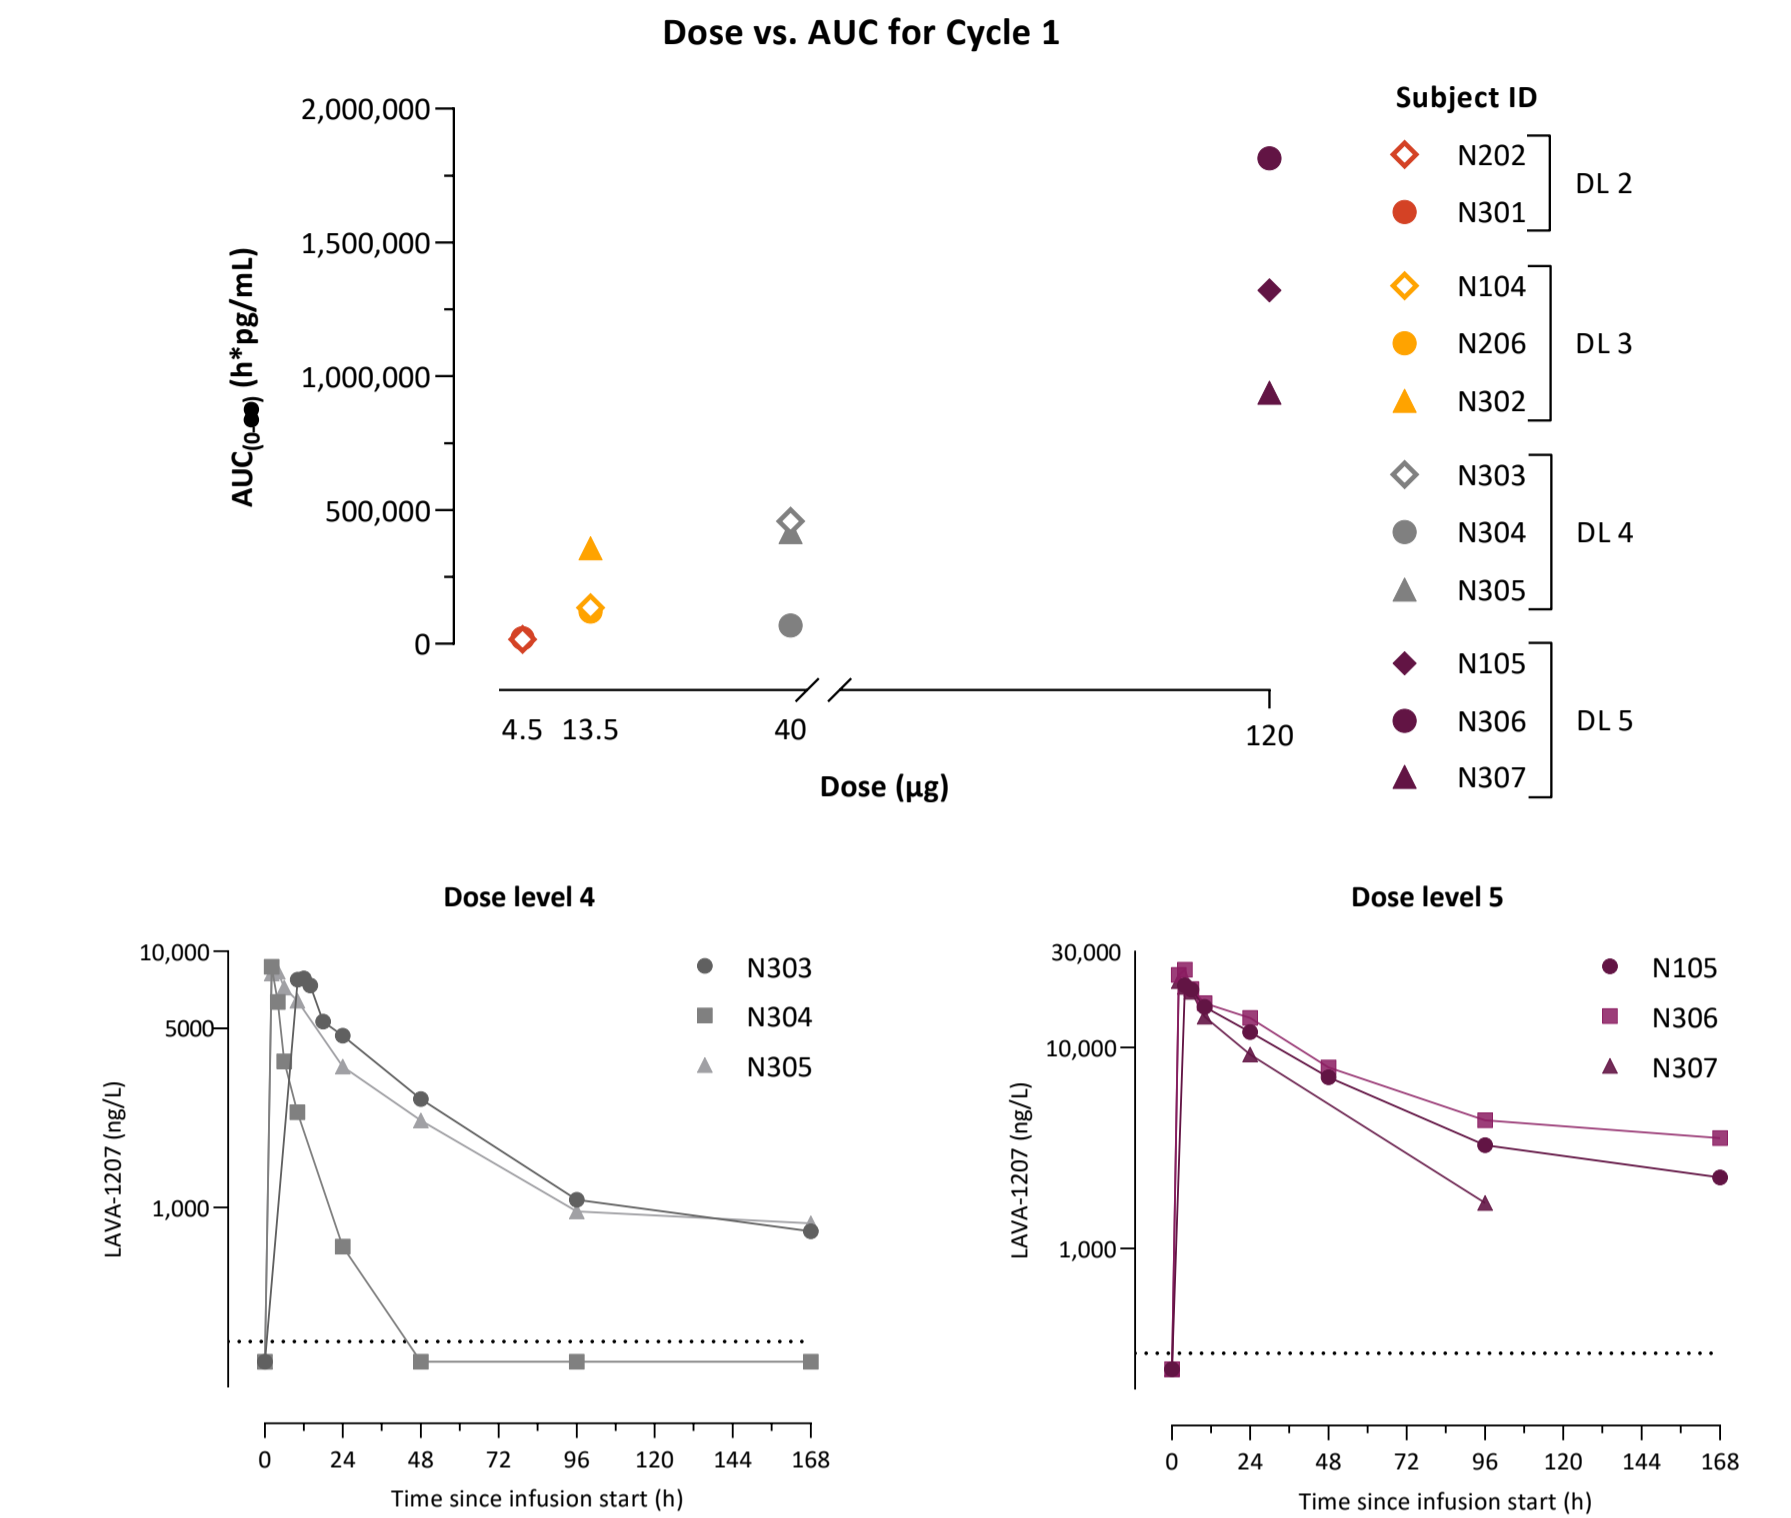 Dose vs. AUC for Cycle 1
AUC(0-∞) (h*pg/mL)
2,000,000
1,500,000
1,000,000
500,000
0
4.5 13.5 40 120
Dose (µg)
Subject ID
N202
N301
DL 2
N104
N206
N302
DL 3
N303
N304
N305
DL 4
N105
N306
N307
DL 5
Dose level 4
LAVA-1207 (ng/L)
10,000
5000
1,000
N303
N304
N305
0 24 48 72 96 120 144 168
Time since infusion start (h)
Dose level 5
LAVA-1207 (ng/L)
30,000
10,000
1,000
N105
N306
N307
0 24 48 72 96 120 144 168
Time since infusion start (h)